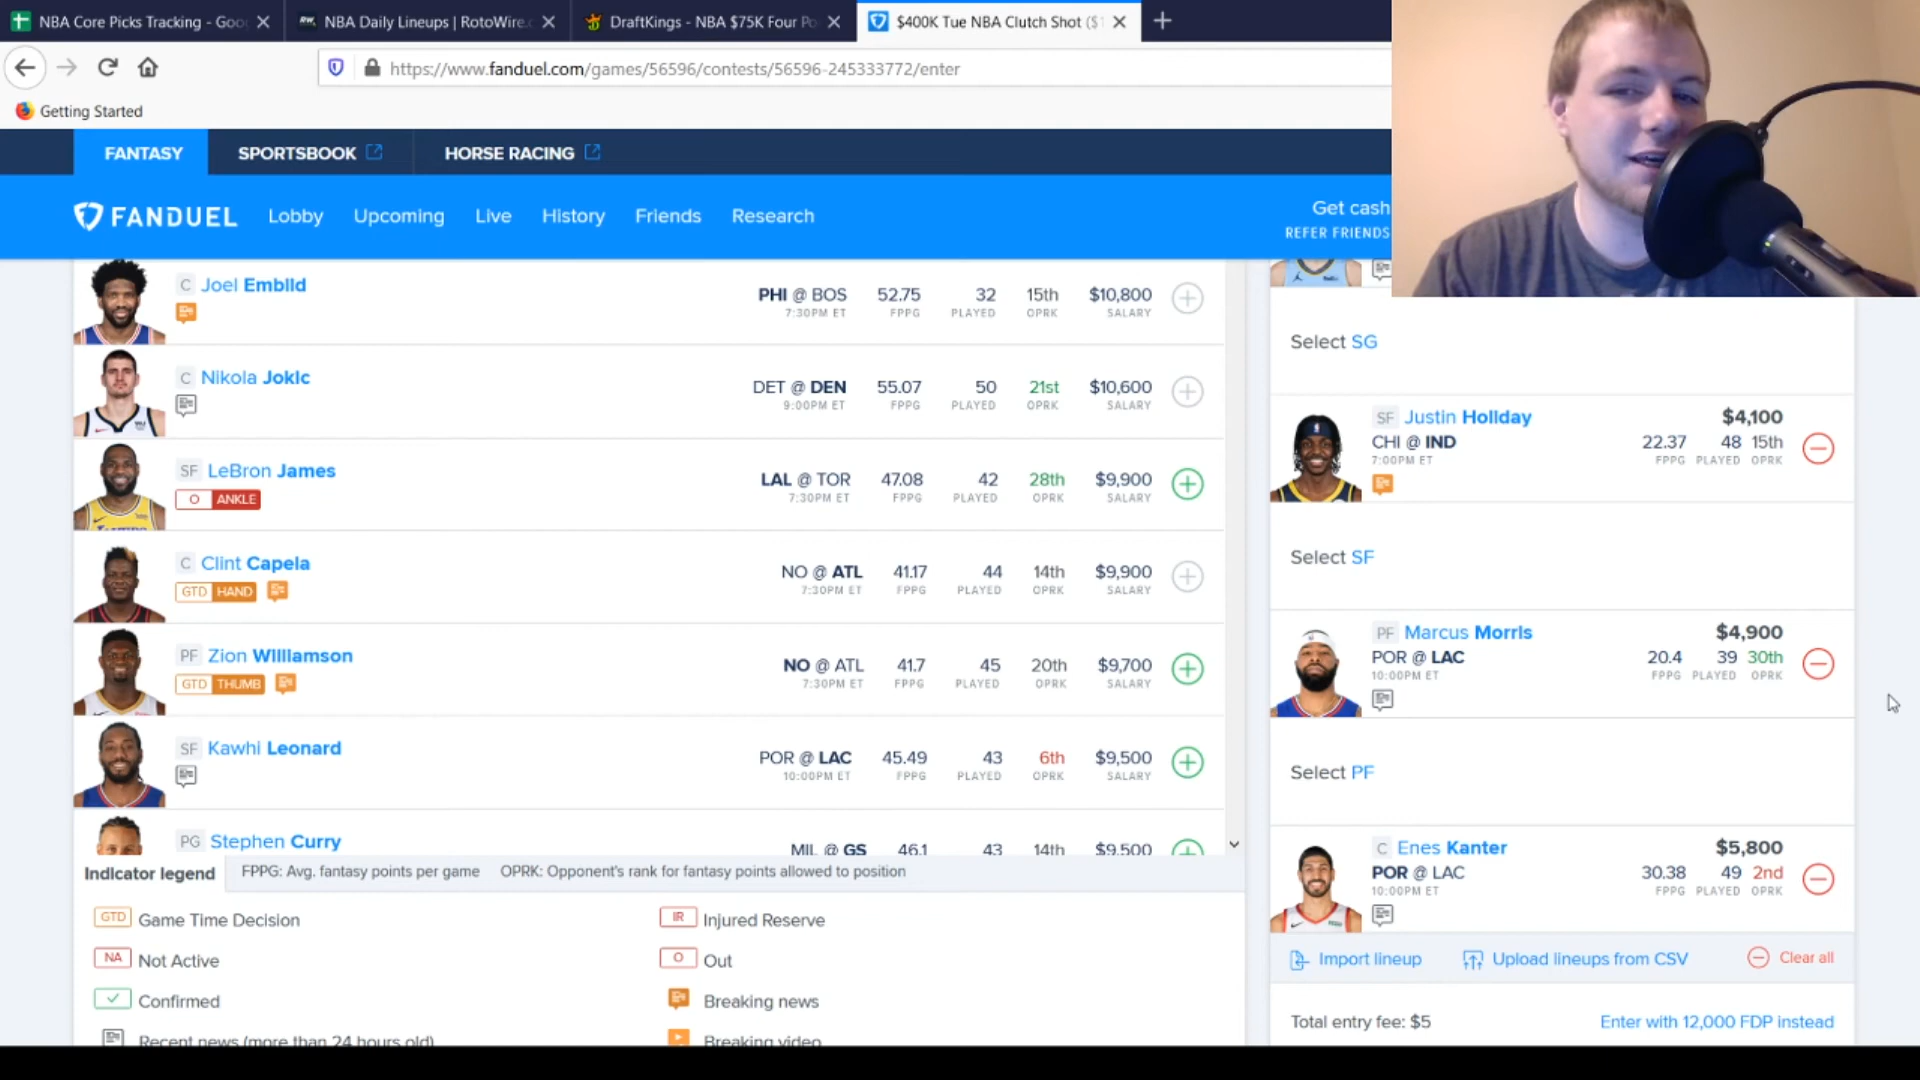 NBA Core Picks Tracking - Goo
NBA Daily Lineups | RotoWire.c
DraftKings - NBA $75K Four Po
$400K Tue NBA Clutch Shot ($1
https://www.fanduel.com/games/56596/contests/56596-245333772/enter
Getting Started
FANTASY SPORTSBOOK HORSE RACING
FANDUEL Lobby Upcoming Live History Friends Research
Get cash
REFER FRIENDS
C Joel Embiid
PHI @ BOS 52.75 32 15th $10,800
7:30PM ET FPPG PLAYED OPRK SALARY
C Nikola Jokic
DET @ DEN 55.07 50 21st $10,600
9:00PM ET FPPG PLAYED OPRK SALARY
SF LeBron James
O ANKLE
LAL @ TOR 47.08 42 28th $9,900
7:30PM ET FPPG PLAYED OPRK SALARY
C Clint Capela
GTD HAND
NO @ ATL 41.17 44 14th $9,900
7:30PM ET FPPG PLAYED OPRK SALARY
PF Zion Williamson
GTD THUMB
NO @ ATL 41.7 45 20th $9,700
7:30PM ET FPPG PLAYED OPRK SALARY
SF Kawhi Leonard
POR @ LAC 45.49 43 6th $9,500
10:00PM ET FPPG PLAYED OPRK SALARY
PG Stephen Curry
MIL @ GS 46.1 43 14th $9,500
Indicator legend FPPG: Avg. fantasy points per game OPRK: Opponent's rank for fantasy points allowed to position
GTD Game Time Decision
IR Injured Reserve
NA Not Active
O Out
Confirmed
Breaking news
Recent news (more than 24 hours old)
Breaking video
Select SG
SF Justin Holiday $4,100
CHI @ IND 22.37 48 15th
7:00PM ET FPPG PLAYED OPRK
Select SF
PF Marcus Morris $4,900
POR @ LAC 20.4 39 30th
10:00PM ET FPPG PLAYED OPRK
Select PF
C Enes Kanter $5,800
POR @ LAC 30.38 49 2nd
10:00PM ET FPPG PLAYED OPRK
Import lineup Upload lineups from CSV Clear all
Total entry fee: $5 Enter with 12,000 FDP instead